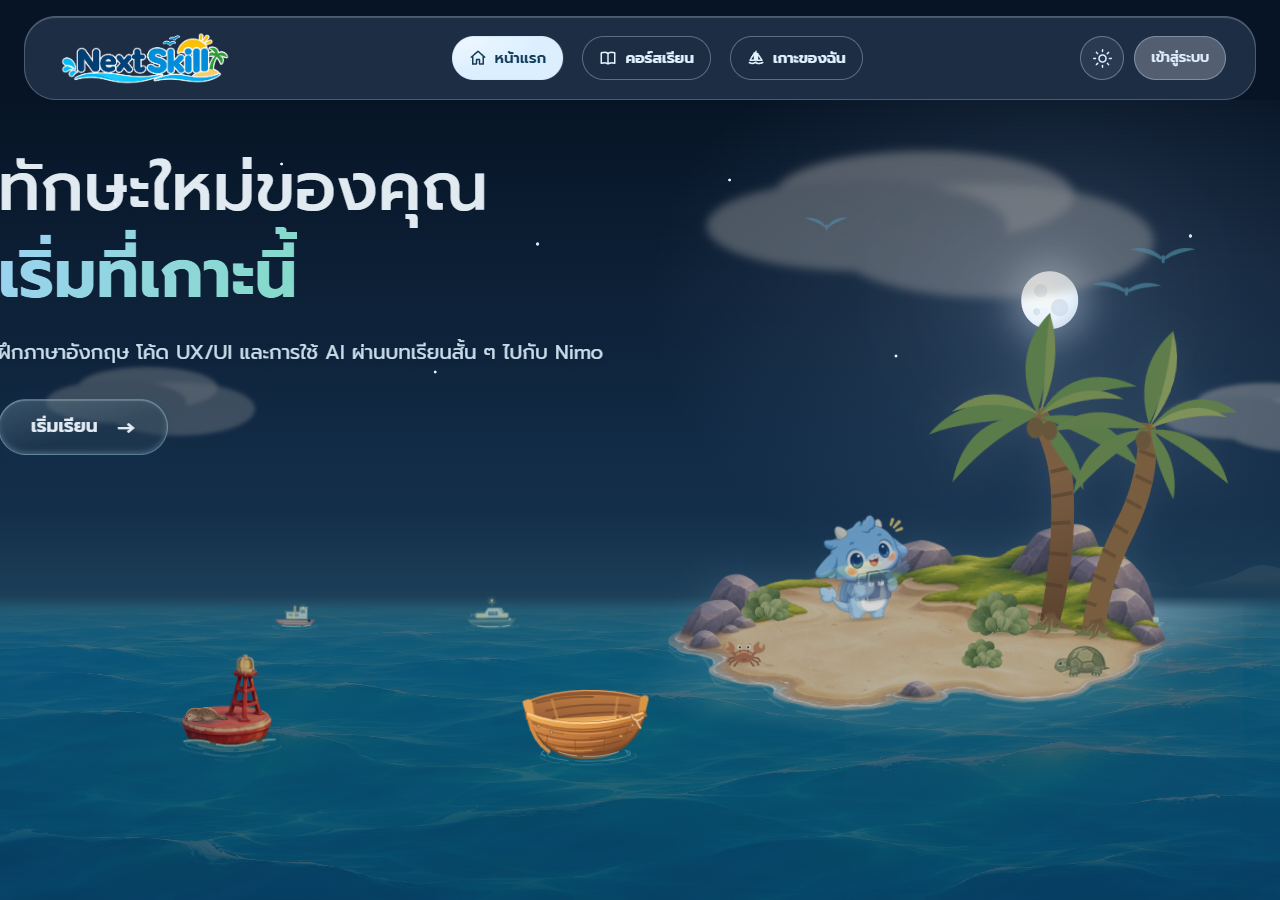 NextSkill
หน้าแรก
คอร์สเรียน
เกาะของฉัน
เข้าสู่ระบบ
ทักษะใหม่ของคุณ
เริ่มที่เกาะนี้
ฝึกภาษาอังกฤษ โค้ด UX/UI และการใช้ AI ผ่านบทเรียนสั้น ๆ ไปกับ Nimo
เริ่มเรียน →